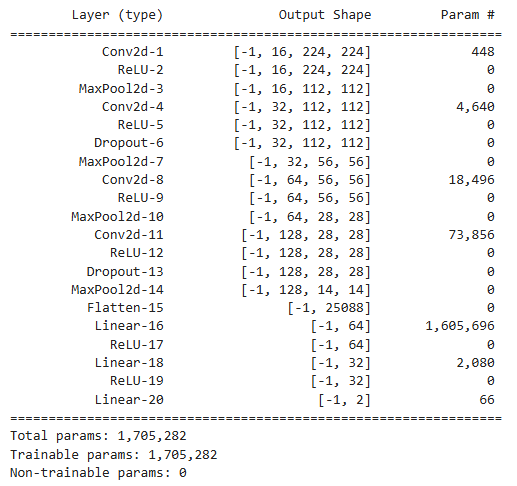 Layer (type) Output Shape Param #
================================================================
Conv2d-1 [-1, 16, 224, 224] 448
ReLU-2 [-1, 16, 224, 224] 0
MaxPool2d-3 [-1, 16, 112, 112] 0
Conv2d-4 [-1, 32, 112, 112] 4,640
ReLU-5 [-1, 32, 112, 112] 0
Dropout-6 [-1, 32, 112, 112] 0
MaxPool2d-7 [-1, 32, 56, 56] 0
Conv2d-8 [-1, 64, 56, 56] 18,496
ReLU-9 [-1, 64, 56, 56] 0
MaxPool2d-10 [-1, 64, 28, 28] 0
Conv2d-11 [-1, 128, 28, 28] 73,856
ReLU-12 [-1, 128, 28, 28] 0
Dropout-13 [-1, 128, 28, 28] 0
MaxPool2d-14 [-1, 128, 14, 14] 0
Flatten-15 [-1, 25088] 0
Linear-16 [-1, 64] 1,605,696
ReLU-17 [-1, 64] 0
Linear-18 [-1, 32] 2,080
ReLU-19 [-1, 32] 0
Linear-20 [-1, 2] 66
================================================================
Total params: 1,705,282
Trainable params: 1,705,282
Non-trainable params: 0